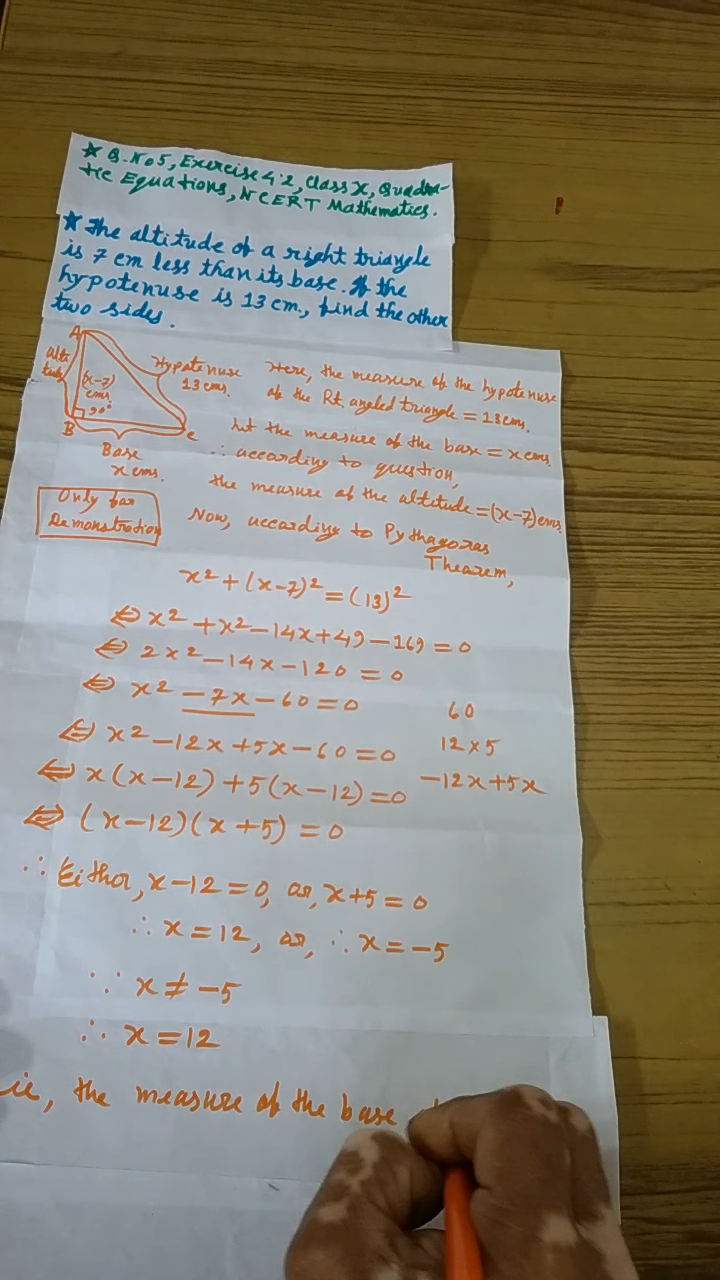 ★ Q. No 5, Exercise 4.2, Class X, Quadra-
tic Equations, NCERT Mathematics.
★ The altitude of a right triangle
is 7 cm less than its base. If the
hypotenuse is 13 cm., find the other
two sides.
A
Alti
tude
(x-7)
cms.
90°
B
C
Hypotenuse
13 cms.
Base
x cms.
Only for
Demonstration
Here, the measure of the hypotenuse
of the Rt. angled triangle = 13 cms.
Let the measure of the base = x cms.
∴ according to question,
the measure of the altitude = (x-7) cms.
Now, according to Pythagoras
Theorem,
x² + (x-7)² = (13)²
⇔ x² + x² - 14x + 49 - 169 = 0
⇔ 2x² - 14x - 120 = 0
⇔ x² - 7x - 60 = 0
60
⇔ x² - 12x + 5x - 60 = 0
12 × 5
⇔ x(x-12) + 5(x-12) = 0
-12x + 5x
⇔ (x-12)(x+5) = 0
∴ Either, x-12 = 0, or, x+5 = 0
∴ x = 12, or, ∴ x = -5
∵ x ≠ -5
∴ x = 12
ie, the measure of the base